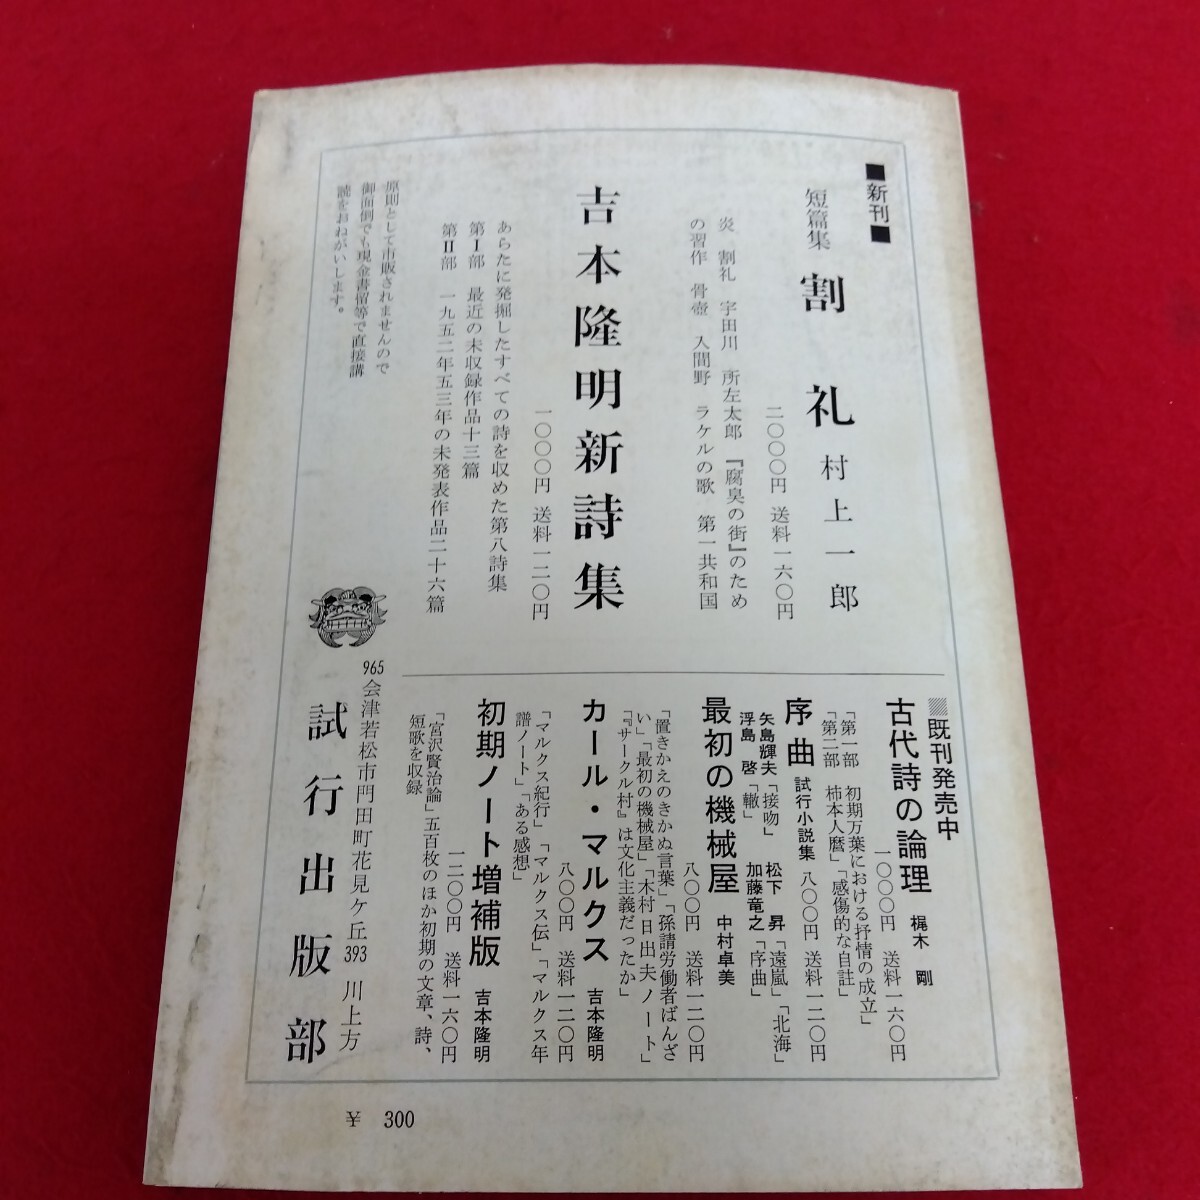 ■新刊■
短篇集 割礼 村上一郎
二〇〇〇円 送料一六〇円
炎 割礼 宇田川 所左太郎 『腐臭の街』のため
の習作 骨壺 入間野 ラケルの歌 第一共和国
吉本隆明新詩集
一〇〇〇円 送料一二〇円
あらたに発掘したすべての詩を収めた第八詩集
第Ⅰ部 最近の未収録作品十三篇
第Ⅱ部 一九五二年五三年の未発表作品二十六篇
原則として市販されませんので
御面倒でも現金書留等で直接講
読をおねがいします。
既刊発売中
古代詩の論理 梶木 剛
一〇〇〇円 送料一六〇円
「第一部 初期万葉における抒情の成立」
「第二部 柿本人麿」「感傷的な自註」
序曲 試行小説集 八〇〇円 送料一二〇円
矢島輝夫「接吻」 松下 昇「遠嵐」「北海」
浮島 啓「轍」 加藤竜之「序曲」
最初の機械屋 中村卓美
八〇〇円 送料一二〇円
「置きかえのきかぬ言葉」「孫請労働者ばんざ
い」「最初の機械屋」「木村日出夫ノート」
「『サークル村』は文化主義だったか」
カール・マルクス 吉本隆明
八〇〇円 送料一二〇円
「マルクス紀行」「マルクス伝」「マルクス年
譜ノート」「ある感想」
初期ノート増補版 吉本隆明
一二〇〇円 送料一六〇円
「宮沢賢治論」五百枚のほか初期の文章、詩、
短歌を収録
965会津若松市門田町花見ケ丘393 川上方
試行出版部
￥ 300